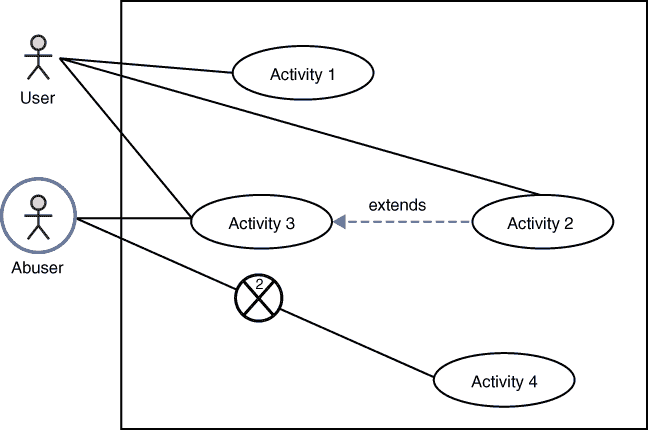 Activity 1
User
extends
Activity 3
Activity 2
Abuser
2
Activity 4